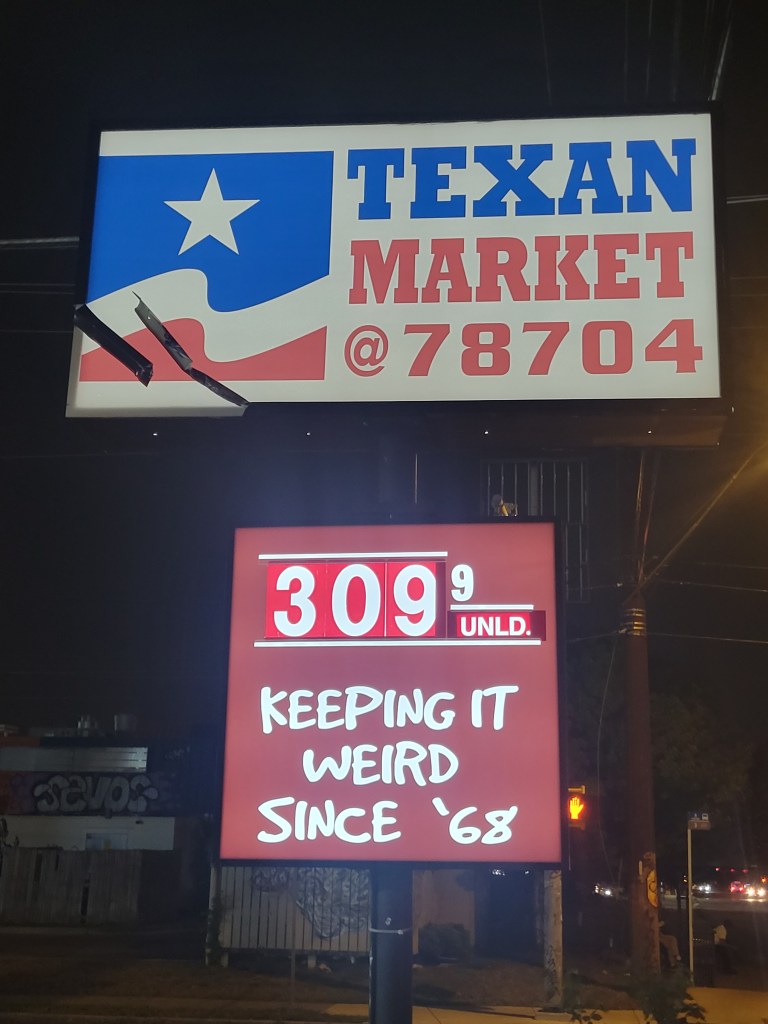 TEXAN
MARKET
@78704
309 9
UNLD.
KEEPING IT
WEIRD
SINCE '68